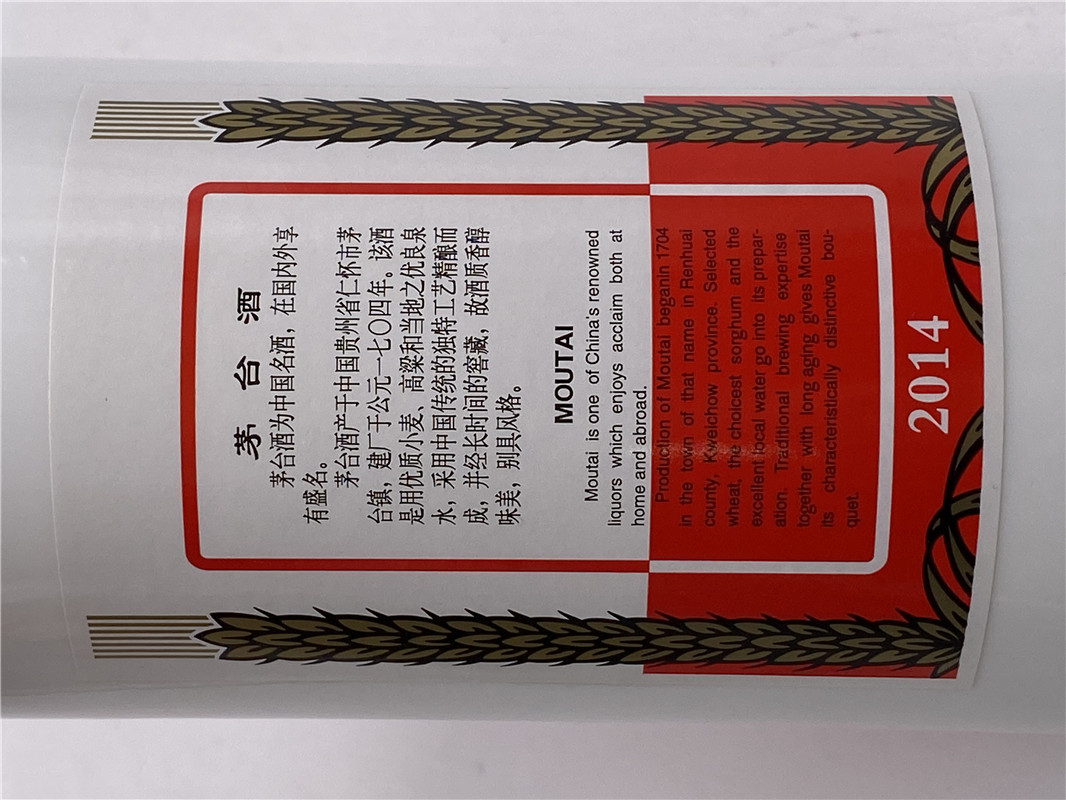 茅台酒
茅台酒为中国名酒，在国内外享
有盛名。
茅台酒产于中国贵州省仁怀市茅
台镇，建厂于公元一七〇四年。该酒
是用优质小麦、高粱和当地之优良泉
水，采用中国传统的独特工艺精酿而
成，并经长时间的窖藏，故酒质香醇
味美，别具风格。
MOUTAI
Moutai is one of China's renowned
liquors which enjoys acclaim both at
home and abroad.
Production of Moutai beganin 1704
in the town of that name in Renhuai
county, Kweichow province. Selected
wheat, the choicest sorghum and the
excellent local water go into its prepar-
ation. Traditional brewing expertise
together with long aging gives Moutai
its characteristically distinctive bou-
quet.
2014